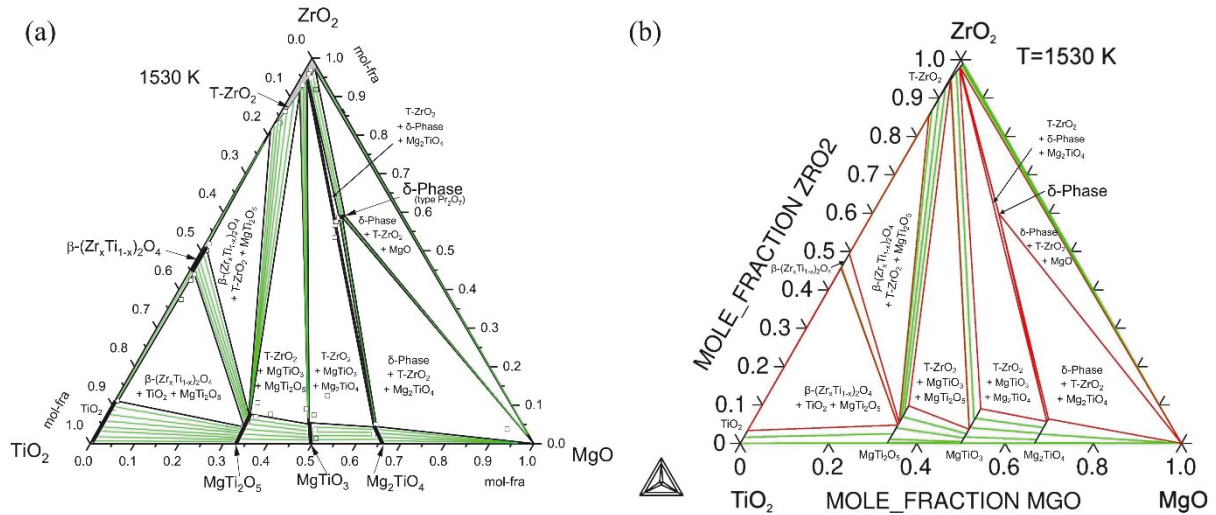 (a)
ZrO₂
0.0
1.0
mol-fra
1530 K
0.1
T-ZrO₂
0.9
0.2
0.8
T-ZrO₂
+ δ-Phase
+ Mg₂TiO₄
0.3
0.7
δ-Phase
(type Pr₂O₇)
0.4
0.6
0.5
δ-Phase
+ T-ZrO₂
+ MgO
β-(ZrₓTi₁₋ₓ)₂O₄
+ T-ZrO₂ + MgTi₂O₅
0.5
β-(ZrₓTi₁₋ₓ)₂O₄
0.6
0.4
0.7
0.3
0.8
0.2
β-(ZrₓTi₁₋ₓ)₂O₄
+ TiO₂ + MgTi₂O₅
T-ZrO₂
+ MgTiO₃
+ MgTi₂O₅
T-ZrO₂
+ MgTiO₃
+ Mg₂TiO₄
δ-Phase
+ T-ZrO₂
+ Mg₂TiO₄
0.9
mol-fra
TiO₂
0.1
1.0
0.0
TiO₂
MgO
0.0 0.1 0.2 0.3 0.4 0.5 0.6 0.7 0.8 0.9 1.0
mol-fra
MgTi₂O₅
MgTiO₃
Mg₂TiO₄
(b)
ZrO₂
T=1530 K
1.0
T-ZrO₂
0.9
0.8
T-ZrO₂
+ δ-Phase
+ Mg₂TiO₄
0.7
δ-Phase
0.6
δ-Phase
+ T-ZrO₂
+ MgO
MOLE_FRACTION ZRO2
β-(ZrₓTi₁₋ₓ)₂O₄
+ T-ZrO₂ + MgTi₂O₅
0.5
β-(ZrₓTi₁₋ₓ)₂O₄
0.4
0.3
0.2
β-(ZrₓTi₁₋ₓ)₂O₄
+ TiO₂ + MgTi₂O₅
T-ZrO₂
+ MgTiO₃
+ MgTi₂O₅
T-ZrO₂
+ MgTiO₃
+ Mg₂TiO₄
δ-Phase
+ T-ZrO₂
+ Mg₂TiO₄
0.1
TiO₂
0
MgTi₂O₅
MgTiO₃
Mg₂TiO₄
0 0.2 0.4 0.6 0.8 1.0
TiO₂
MOLE_FRACTION MGO
MgO